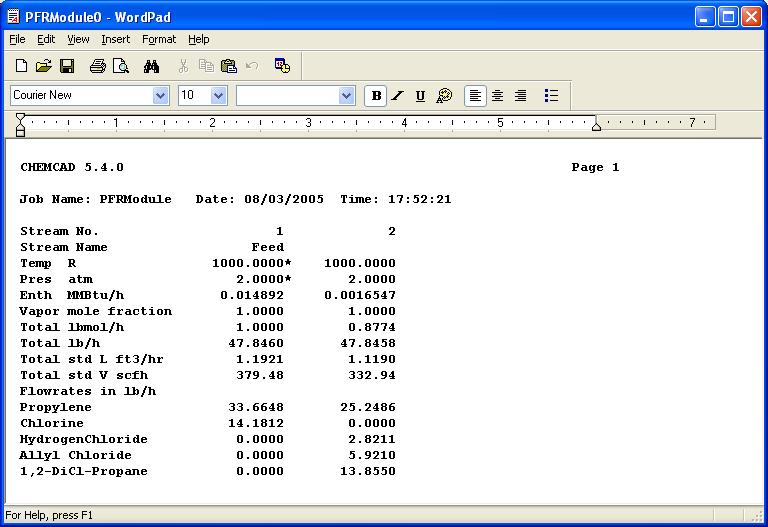 PFRModule0 - WordPad
File Edit View Insert Format Help
Courier New 10 B I U
1 2 3 4 5 7
CHEMCAD 5.4.0 Page 1
Job Name: PFRModule Date: 08/03/2005 Time: 17:52:21
Stream No. 1 2
Stream Name Feed
Temp R 1000.0000* 1000.0000
Pres atm 2.0000* 2.0000
Enth MMBtu/h 0.014892 0.0016547
Vapor mole fraction 1.0000 1.0000
Total lbmol/h 1.0000 0.8774
Total lb/h 47.8460 47.8458
Total std L ft3/hr 1.1921 1.1190
Total std V scfh 379.48 332.94
Flowrates in lb/h
Propylene 33.6648 25.2486
Chlorine 14.1812 0.0000
HydrogenChloride 0.0000 2.8211
Allyl Chloride 0.0000 5.9210
1,2-DiCl-Propane 0.0000 13.8550
For Help, press F1